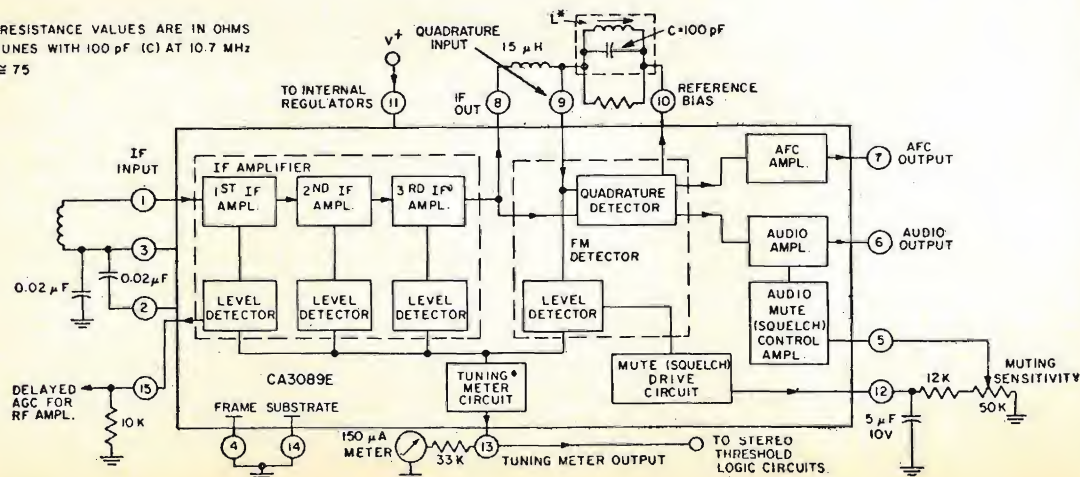 RESISTANCE VALUES ARE IN OHMS
UNES WITH 100 pF (C) AT 10.7 MHz
≅ 75
V+
TO INTERNAL
REGULATORS
11
QUADRATURE
INPUT
15 μH
L*
C=100 pF
IF
OUT
8
9
10
REFERENCE
BIAS
IF
INPUT
1
3
2
0.02 μF
0.02 μF
IF AMPLIFIER
1ST IF
AMPL.
2ND IF
AMPL.
3RD IF
AMPL.
LEVEL
DETECTOR
LEVEL
DETECTOR
LEVEL
DETECTOR
QUADRATURE
DETECTOR
FM
DETECTOR
LEVEL
DETECTOR
AFC
AMPL.
7
AFC
OUTPUT
AUDIO
AMPL.
6
AUDIO
OUTPUT
AUDIO
MUTE
(SQUELCH)
CONTROL
AMPL.
5
MUTING
SENSITIVITY
50K
12K
12
5 μF
10V
MUTE (SQUELCH)
DRIVE
CIRCUIT
TUNING
METER
CIRCUIT
CA3089E
DELAYED
AGC FOR
RF AMPL.
15
10K
FRAME
SUBSTRATE
4
14
150 μA
METER
33K
13
TUNING METER OUTPUT
TO STEREO
THRESHOLD
LOGIC CIRCUITS